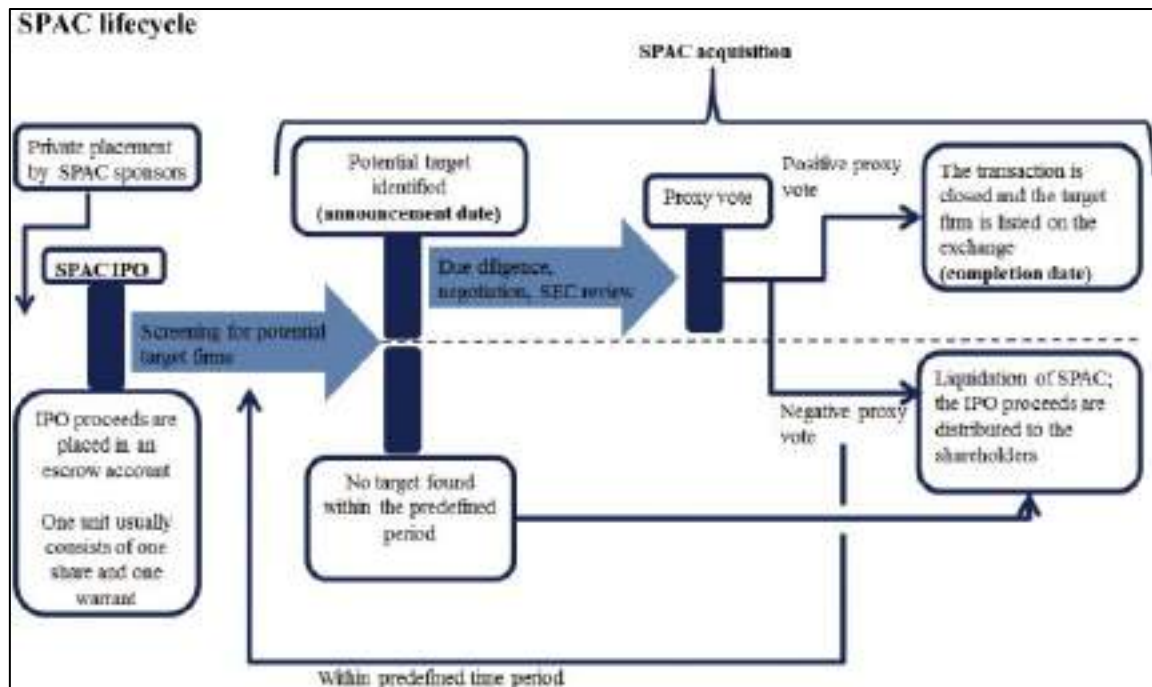 SPAC lifecycle
SPAC acquisition
Private placement
by SPAC sponsors
SPAC IPO
IPO proceeds are
placed in an
escrow account
One unit usually
consists of one
share and one
warrant
Screening for potential
target firms
Potential target
identified
(announcement date)
No target found
within the predefined
period
Due diligence,
negotiation, SEC review
Proxy vote
Positive proxy
vote
The transaction is
closed and the target
firm is listed on the
exchange
(completion date)
Negative proxy
vote
Liquidation of SPAC;
the IPO proceeds are
distributed to the
shareholders
Within predefined time period